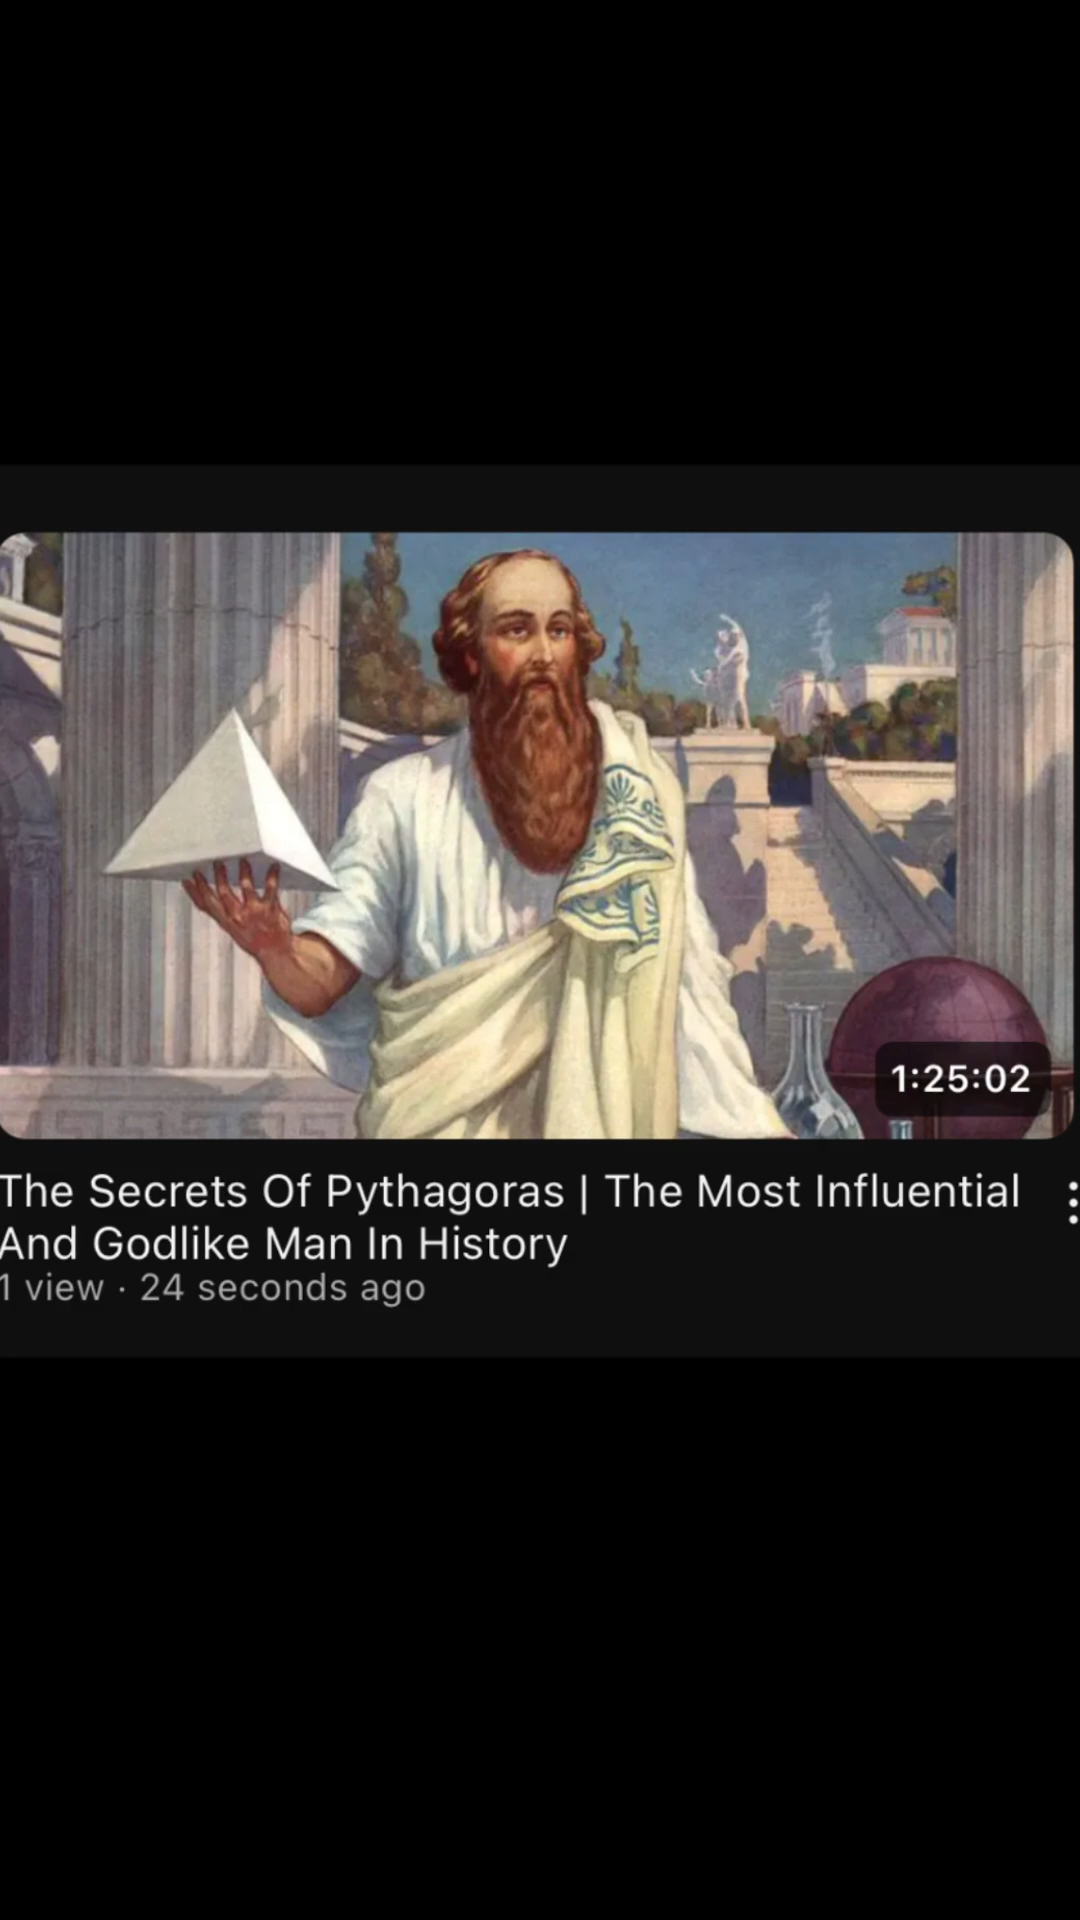 1:25:02
The Secrets Of Pythagoras | The Most Influential
And Godlike Man In History
1 view · 24 seconds ago